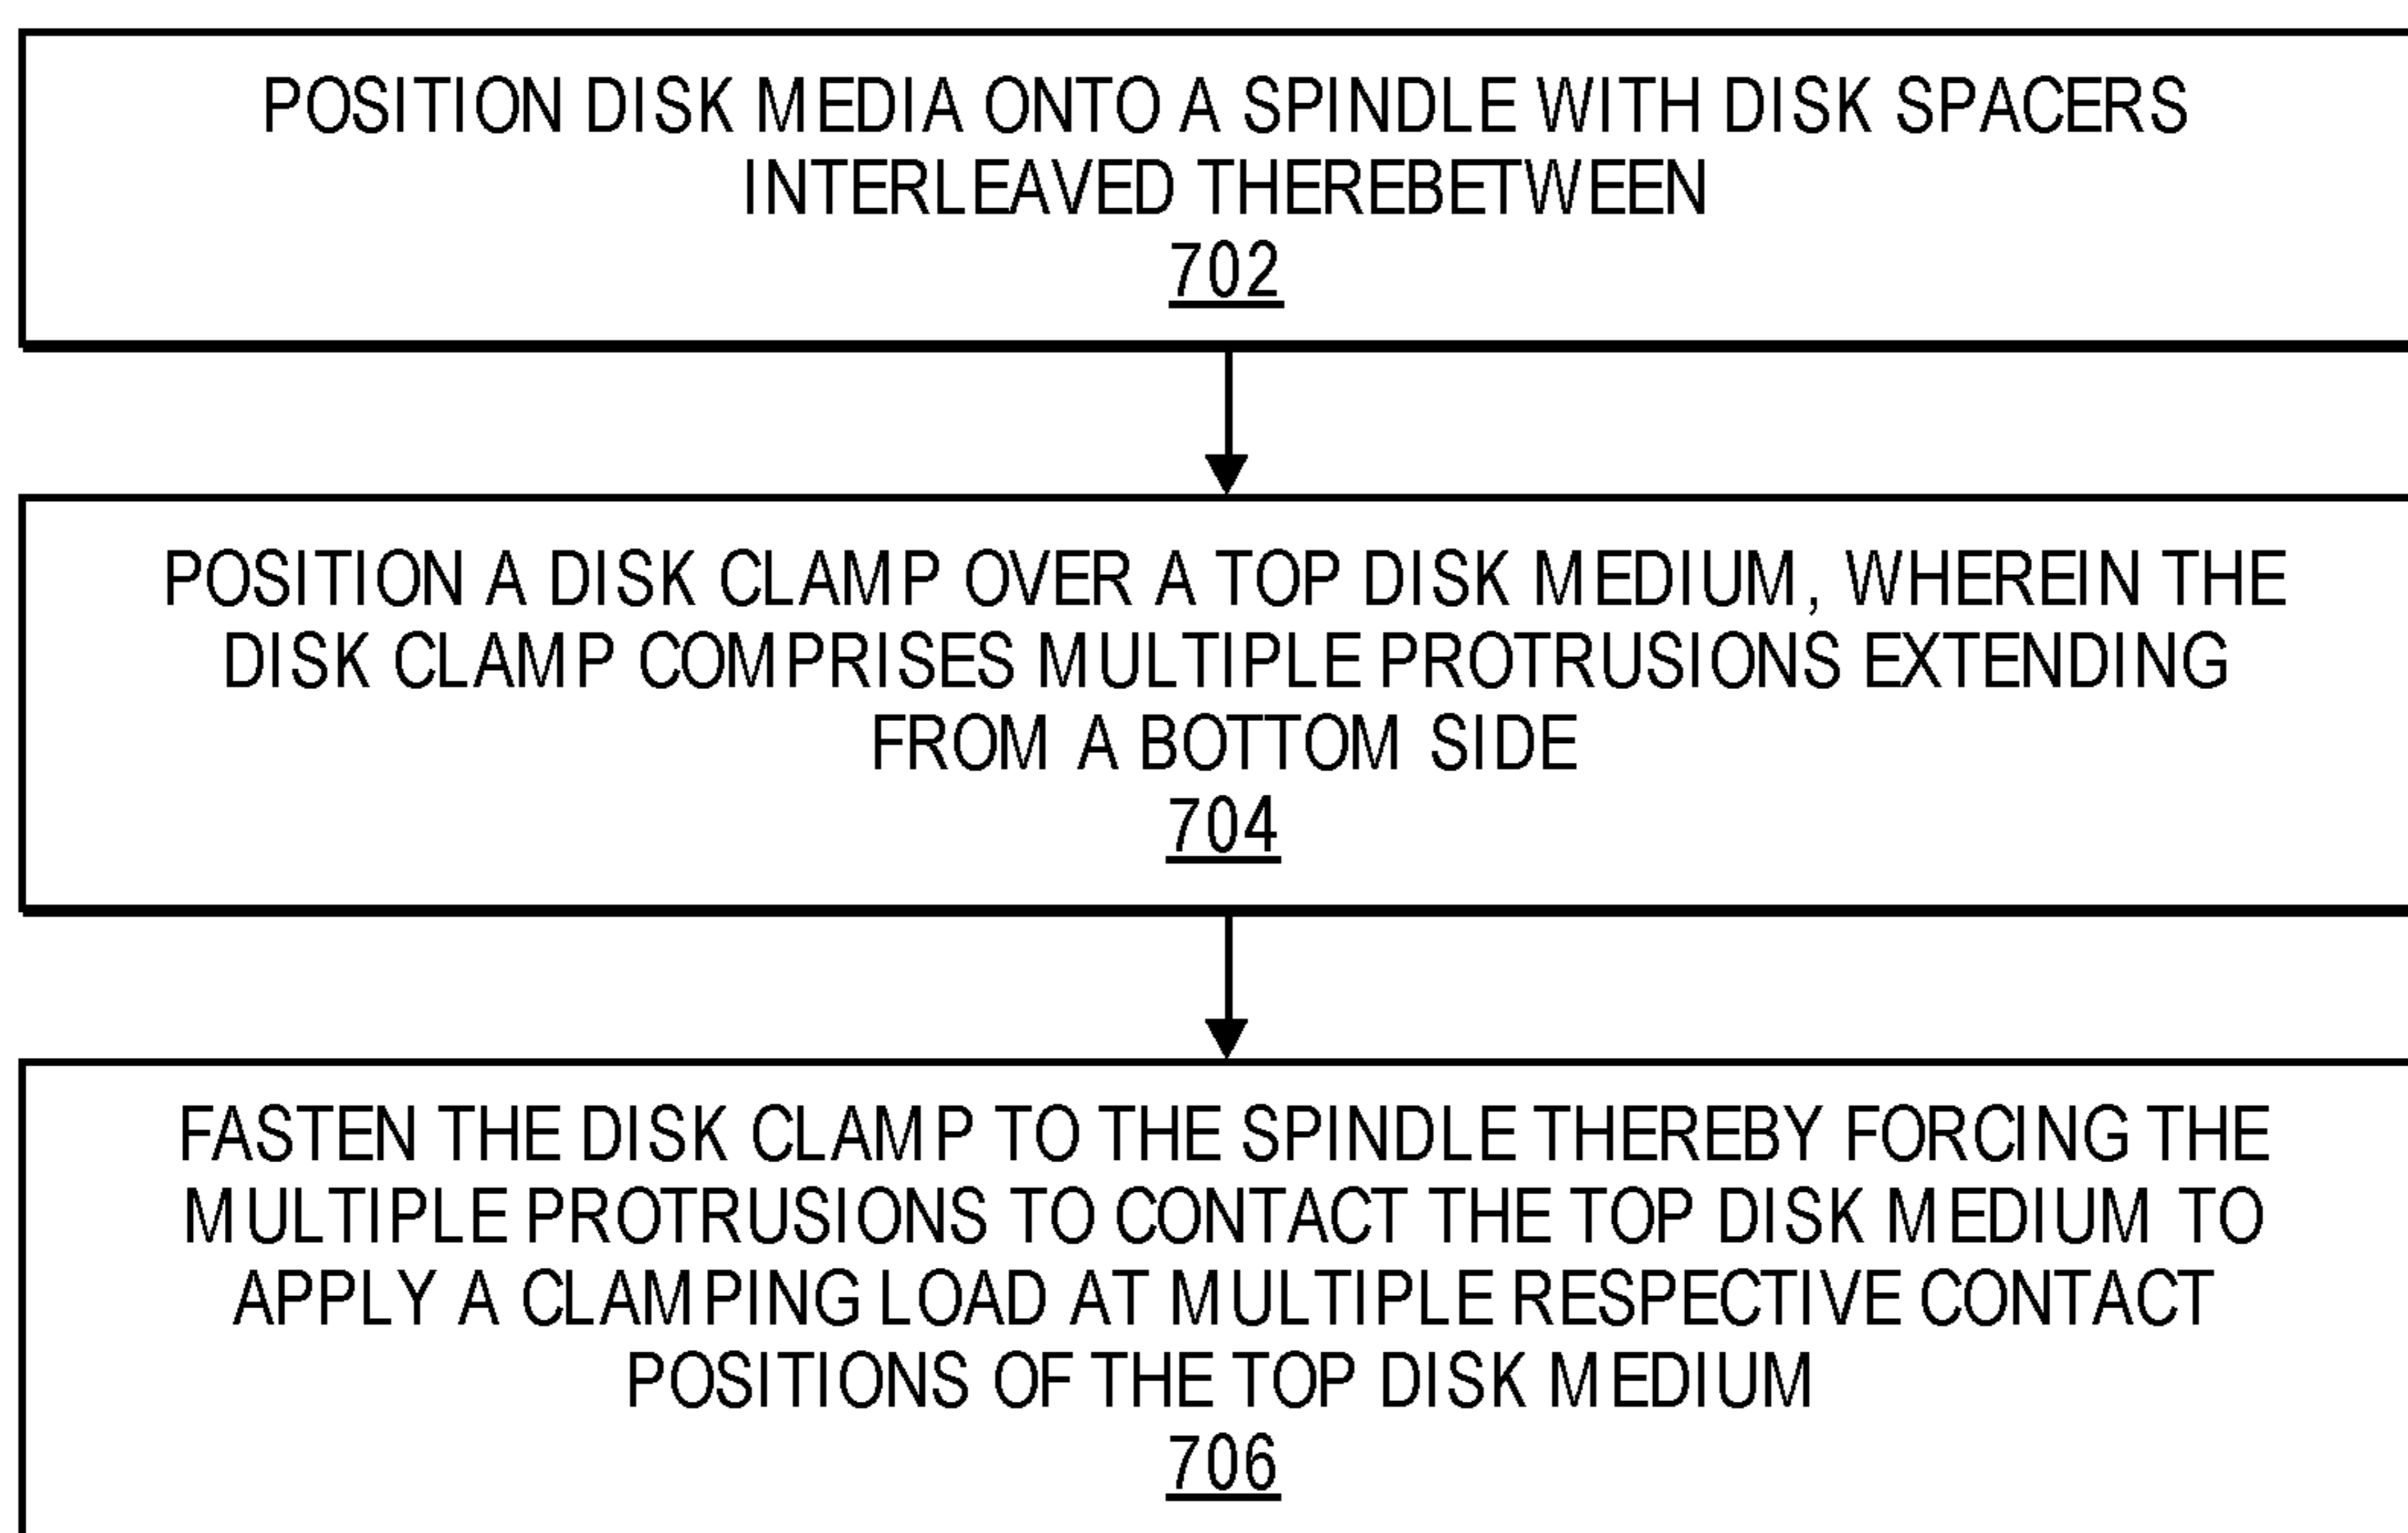 POSITION DISK MEDIA ONTO A SPINDLE WITH DISK SPACERS
INTERLEAVED THEREBETWEEN
702
POSITION A DISK CLAMP OVER A TOP DISK MEDIUM, WHEREIN THE
DISK CLAMP COMPRISES MULTIPLE PROTRUSIONS EXTENDING
FROM A BOTTOM SIDE
704
FASTEN THE DISK CLAMP TO THE SPINDLE THEREBY FORCING THE
MULTIPLE PROTRUSIONS TO CONTACT THE TOP DISK MEDIUM TO
APPLY A CLAMPING LOAD AT MULTIPLE RESPECTIVE CONTACT
POSITIONS OF THE TOP DISK MEDIUM
706